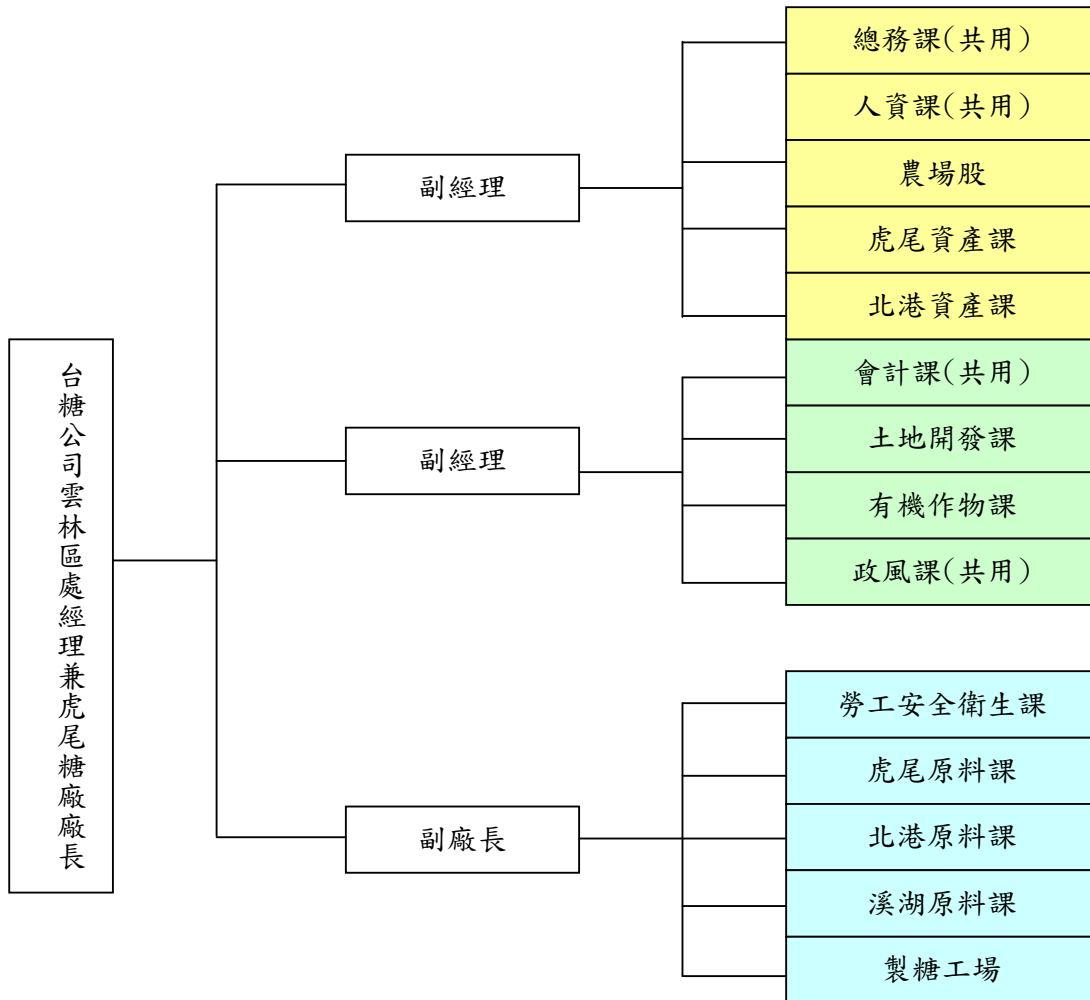 台糖公司雲林區處經理兼虎尾糖廠廠長
副經理
總務課(共用)
人資課(共用)
農場股
虎尾資產課
北港資產課
副經理
會計課(共用)
土地開發課
有機作物課
政風課(共用)
副廠長
勞工安全衛生課
虎尾原料課
北港原料課
溪湖原料課
製糖工場